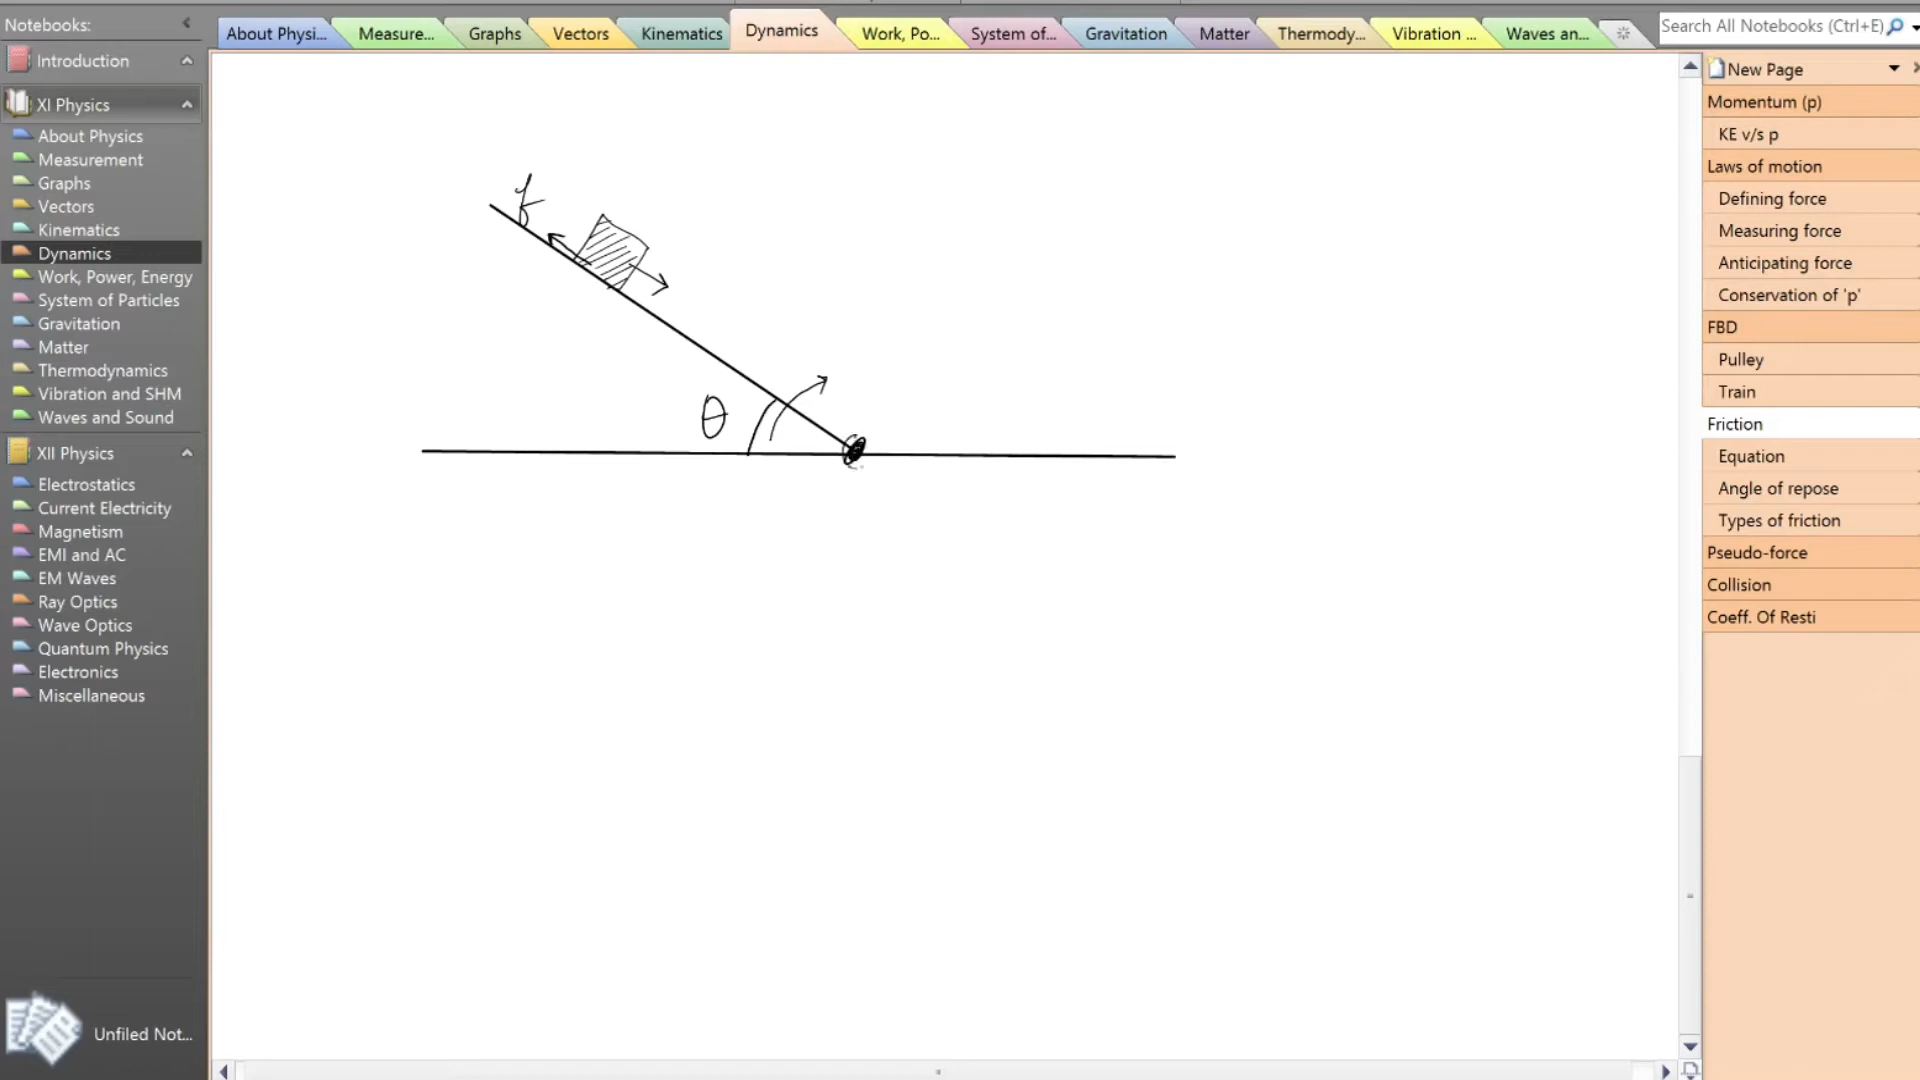 Notebooks:
Introduction
XI Physics
About Physics
Measurement
Graphs
Vectors
Kinematics
Dynamics
Work, Power, Energy
System of Particles
Gravitation
Matter
Thermodynamics
Vibration and SHM
Waves and Sound
XII Physics
Electrostatics
Current Electricity
Magnetism
EMI and AC
EM Waves
Ray Optics
Wave Optics
Quantum Physics
Electronics
Miscellaneous
Unfiled Not...
About Physi... Measure... Graphs Vectors Kinematics Dynamics Work, Po... System of... Gravitation Matter Thermody... Vibration ... Waves an...
Search All Notebooks (Ctrl+E)
f
θ
New Page
Momentum (p)
KE v/s p
Laws of motion
Defining force
Measuring force
Anticipating force
Conservation of 'p'
FBD
Pulley
Train
Friction
Equation
Angle of repose
Types of friction
Pseudo-force
Collision
Coeff. Of Resti